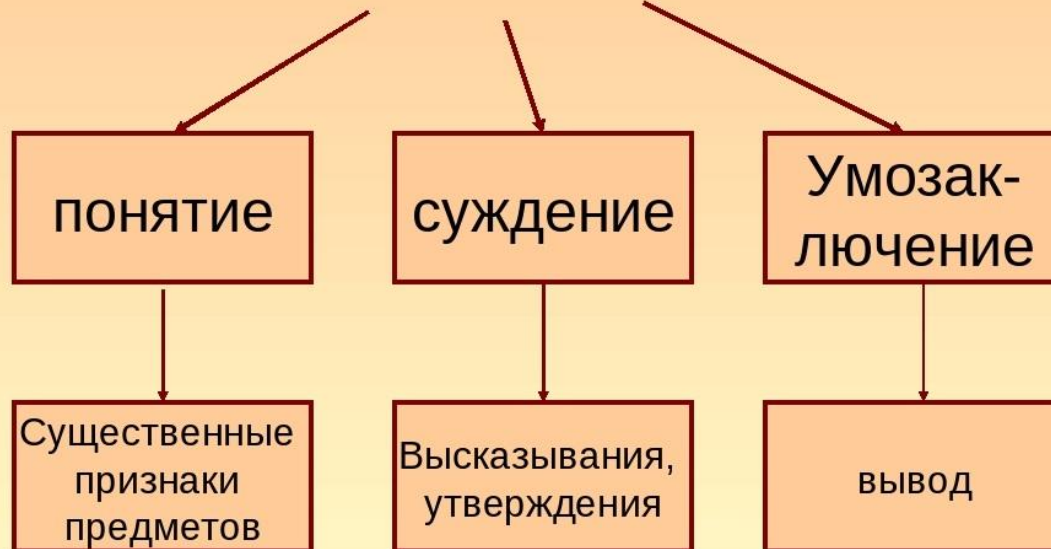 понятие
суждение
Умозак-
лючение
Существенные
признаки
предметов
Высказывания,
утверждения
вывод